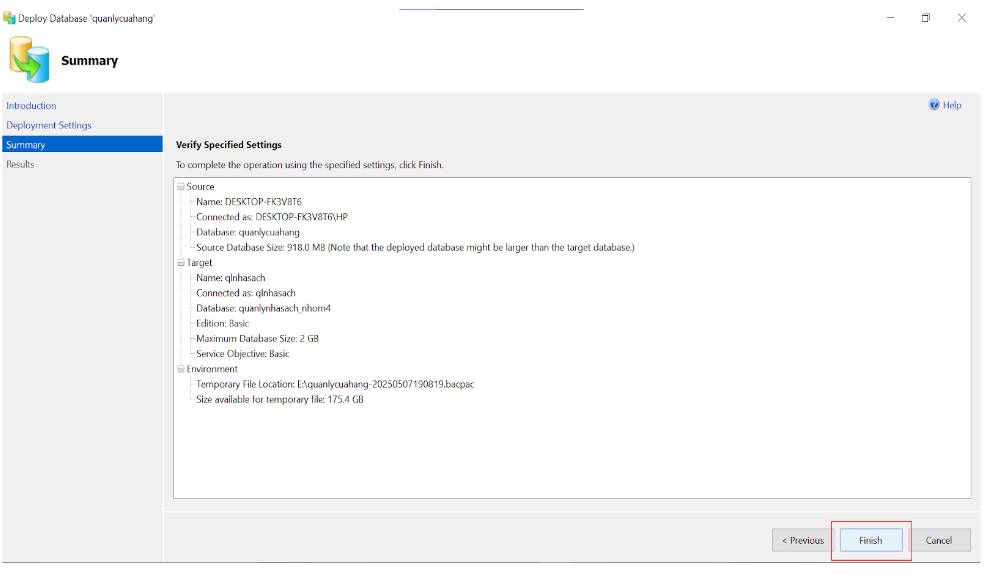 Deploy Database 'quanlycuahang'
Summary
Introduction
Deployment Settings
Summary
Results
Help
Verify Specified Settings
To complete the operation using the specified settings, click Finish.
Source
Name: DESKTOP-FK3V8T6
Connected as: DESKTOP-FK3V8T6\HP
Database: quanlycuahang
Source Database Size: 918.0 MB (Note that the deployed database might be larger than the target database.)
Target
Name: qlnhasach
Connected as: qlnhasach
Database: quanlynhasach_nhom4
Edition: Basic
Maximum Database Size: 2 GB
Service Objective: Basic
Environment
Temporary File Location: E:\quanlycuahang-20250507190819.bacpac
Size available for temporary file: 175.4 GB
< Previous
Finish
Cancel